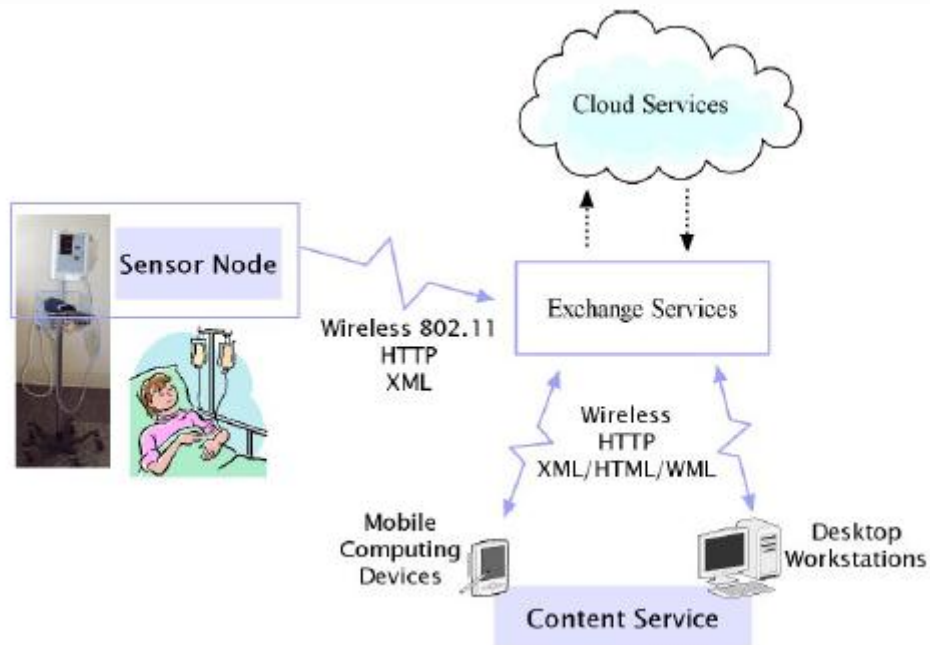 Cloud Services
Sensor Node
Exchange Services
Wireless 802.11
HTTP
XML
Wireless
HTTP
XML/HTML/WML
Mobile
Computing
Devices
Desktop
Workstations
Content Service